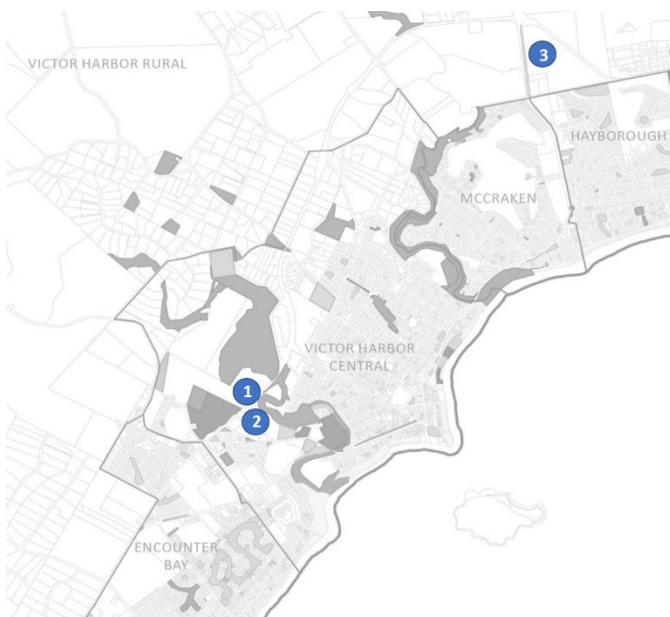 3
VICTOR HARBOR RURAL
HAYBOROUGH
MCCRAKEN
VICTOR HARBOR
CENTRAL
1
2
ENCOUNTER
BAY